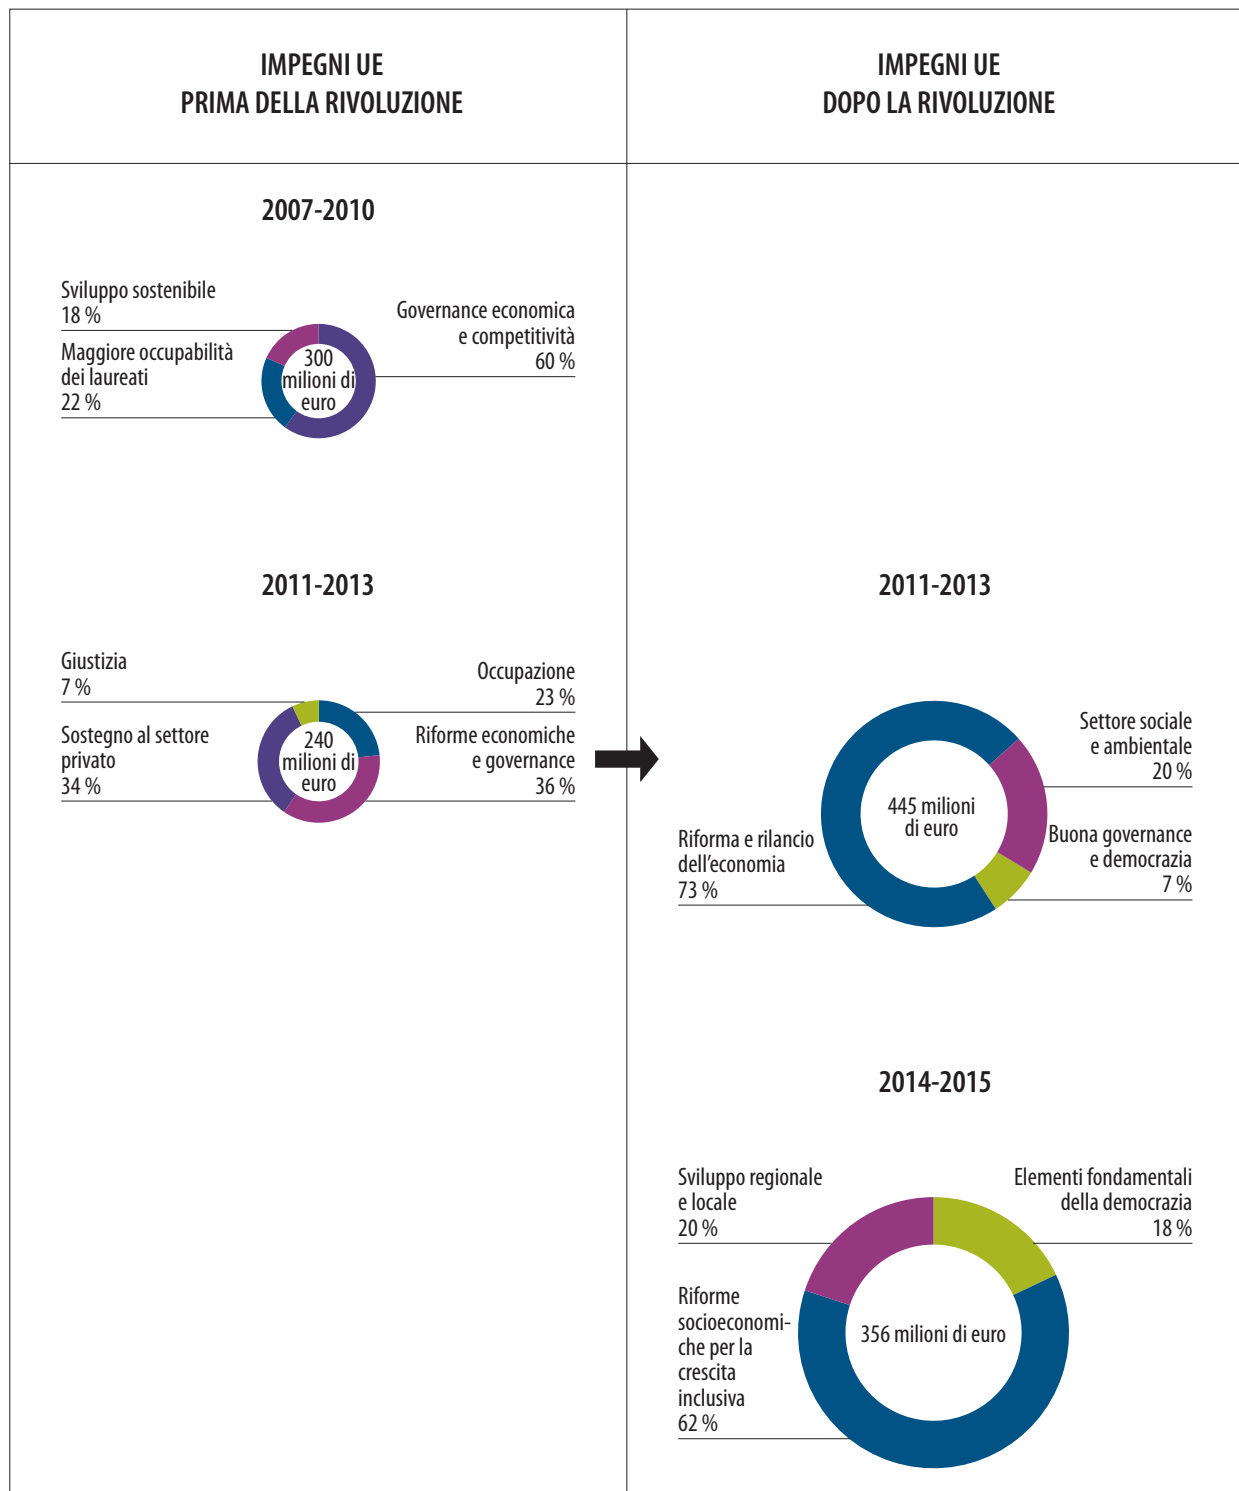 IMPEGNI UE
PRIMA DELLA RIVOLUZIONE
IMPEGNI UE
DOPO LA RIVOLUZIONE
2007-2010
Sviluppo sostenibile
18 %
Maggiore occupabilità
dei laureati
22 %
300
milioni di
euro
Governance economica
e competitività
60 %
2011-2013
Giustizia
7 %
Sostegno al settore
privato
34 %
240
milioni di
euro
Occupazione
23 %
Riforme economiche
e governance
36 %
2011-2013
Riforma e rilancio
dell’economia
73 %
445 milioni
di euro
Settore sociale
e ambientale
20 %
Buona governance
e democrazia
7 %
2014-2015
Sviluppo regionale
e locale
20 %
Riforme
socioeconomi-
che per la
crescita
inclusiva
62 %
356 milioni di euro
Elementi fondamentali
della democrazia
18 %